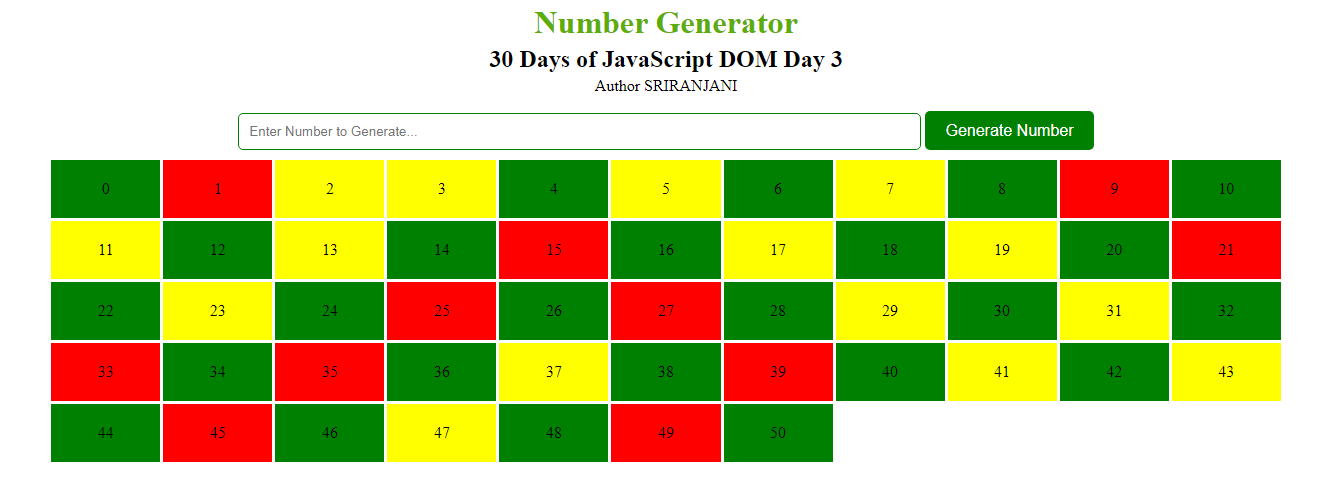 Number Generator
30 Days of JavaScript DOM Day 3
Author SRIRANJANI
Enter Number to Generate... Generate Number
0 1 2 3 4 5 6 7 8 9 10
11 12 13 14 15 16 17 18 19 20 21
22 23 24 25 26 27 28 29 30 31 32
33 34 35 36 37 38 39 40 41 42 43
44 45 46 47 48 49 50